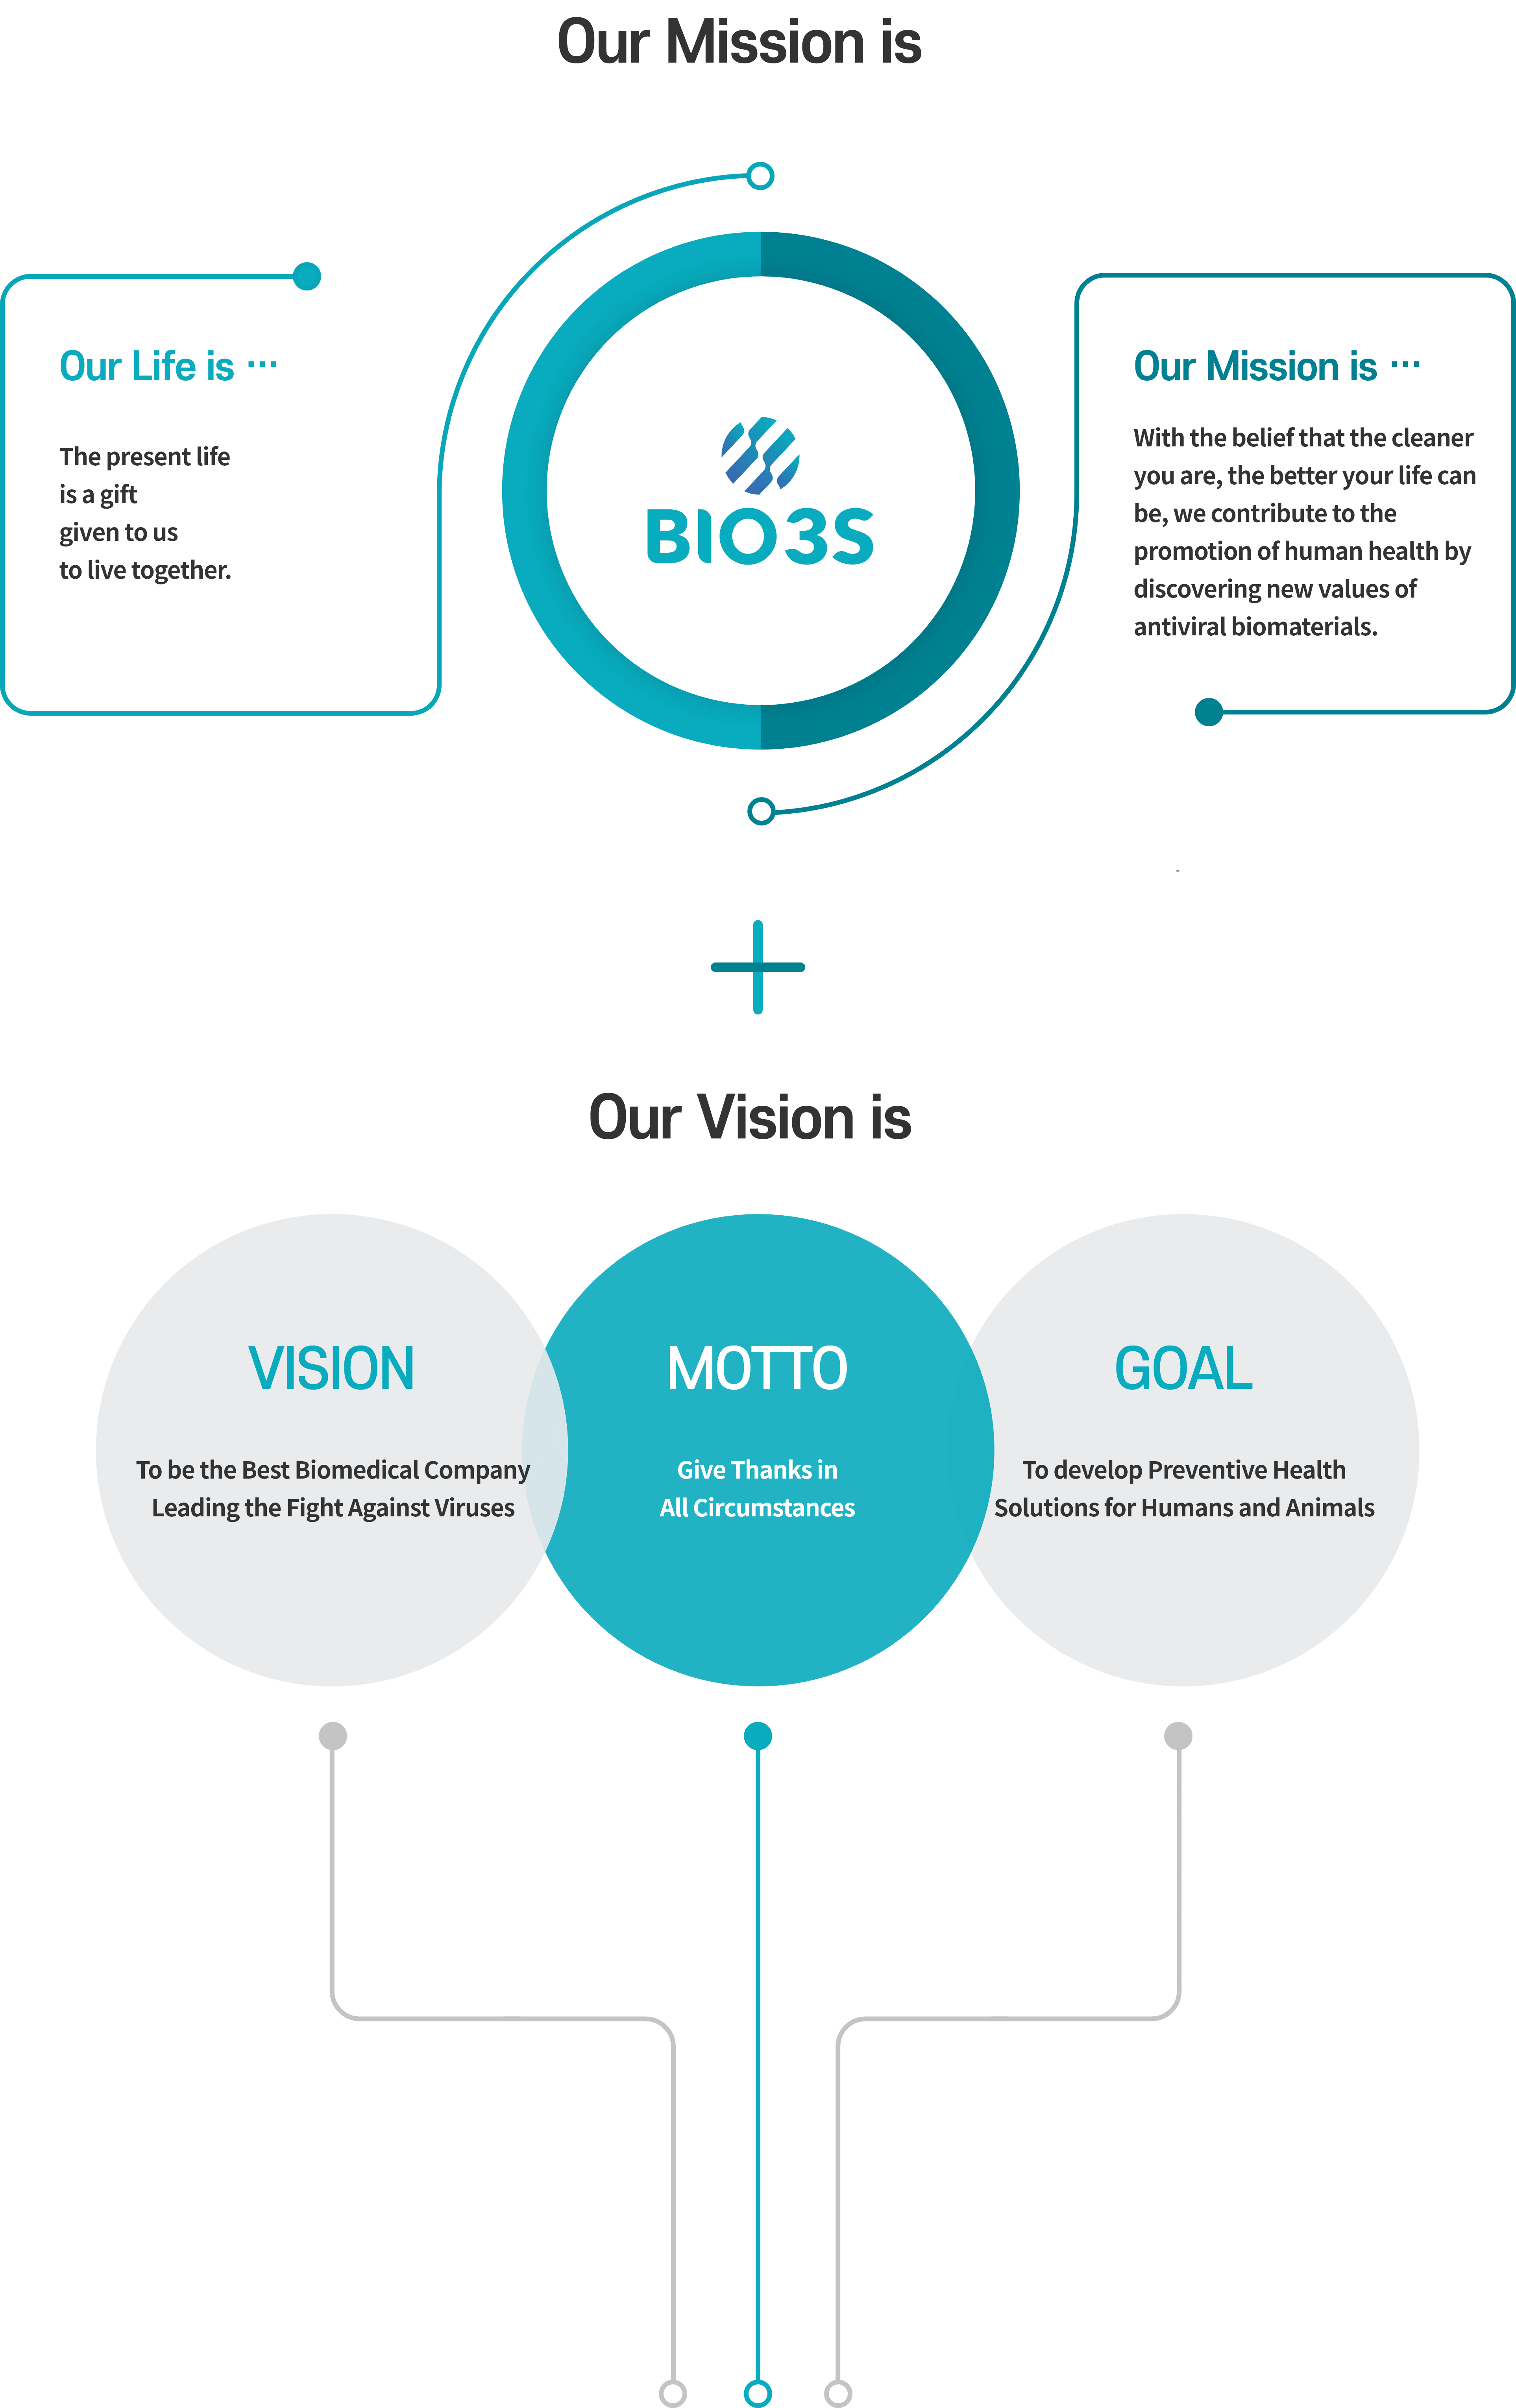 Our Mission is
Our Life is ···
The present life
is a gift
given to us
to live together.
BIO3S
Our Mission is ···
With the belief that the cleaner
you are, the better your life can
be, we contribute to the
promotion of human health by
discovering new values of
antiviral biomaterials.
-
Our Vision is
VISION
To be the Best Biomedical Company
Leading the Fight Against Viruses
MOTTO
Give Thanks in
All Circumstances
GOAL
To develop Preventive Health
Solutions for Humans and Animals